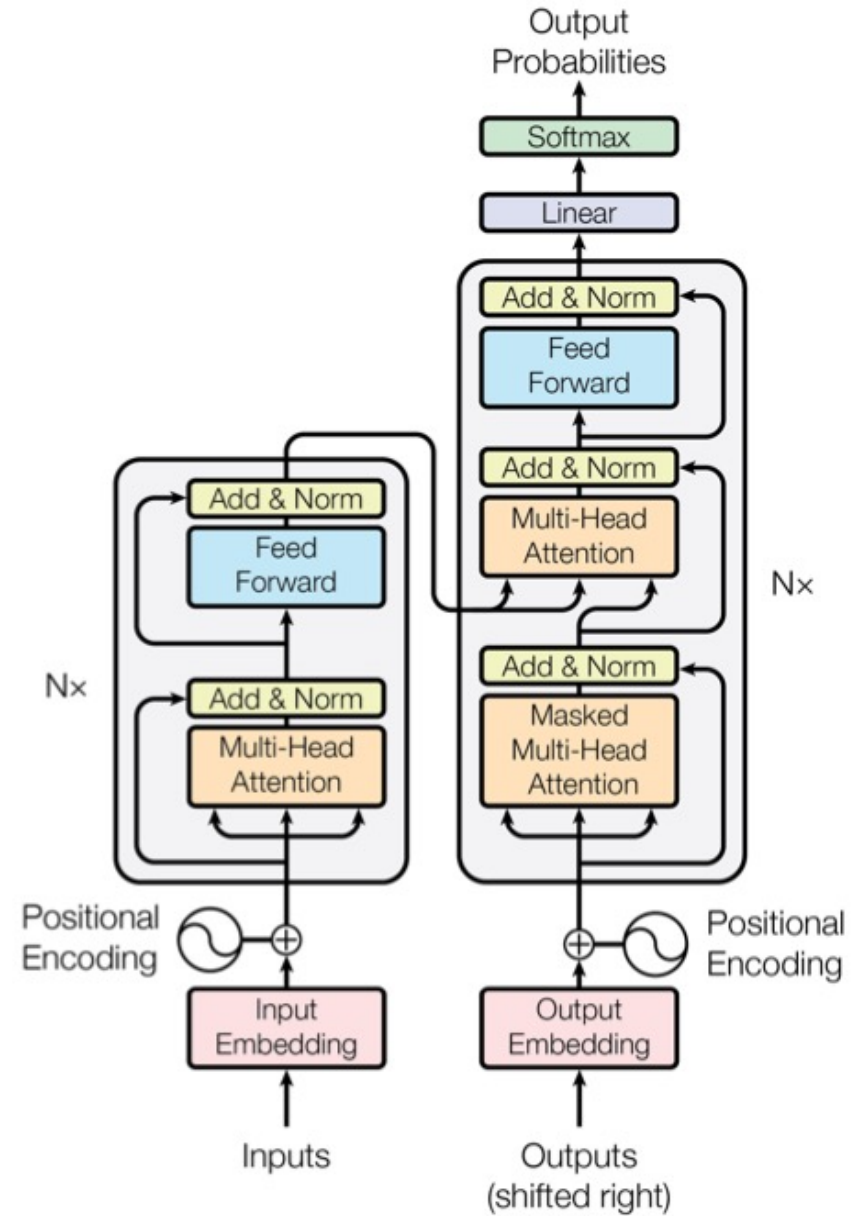 Output
Probabilities
Softmax
Linear
Add & Norm
Feed
Forward
Add & Norm
Multi-Head
Attention
Nx
Add & Norm
Masked
Multi-Head
Attention
Add & Norm
Feed
Forward
Nx
Add & Norm
Multi-Head
Attention
Positional
Encoding
Positional
Encoding
Input
Embedding
Output
Embedding
Inputs
Outputs
(shifted right)